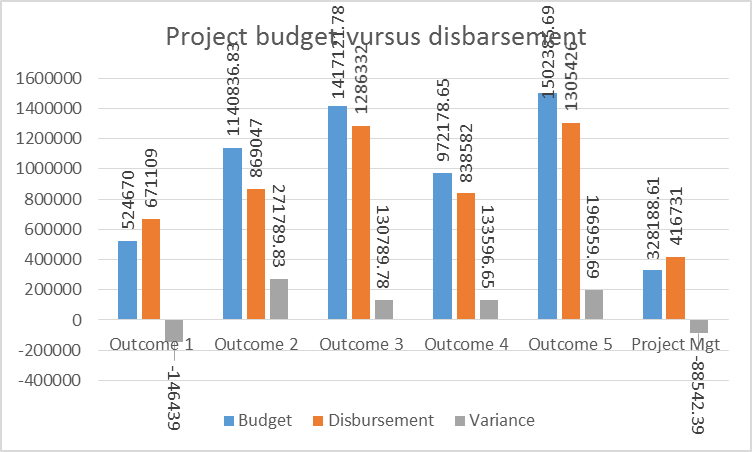 Project budget vursus disbarsement
1600000
1400000
1200000
1000000
800000
600000
400000
200000
0
-200000
-400000
524670
671109
-146439
1140836.83
869047
271789.83
1417121.78
1286332
130789.78
972178.65
838582
133596.65
1502385.69
1305426
196959.69
328188.61
416731
-88542.39
Outcome 1
Outcome 2
Outcome 3
Outcome 4
Outcome 5
Project Mgt
Budget
Disbursement
Variance